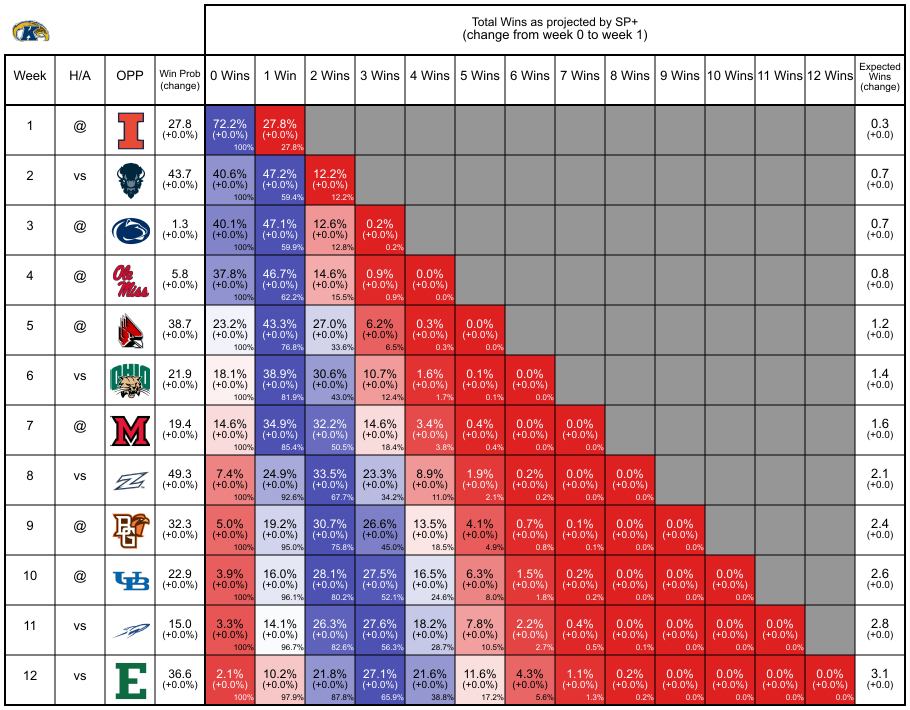 K
Total Wins as projected by SP+
(change from week 0 to week 1)
Week H/A OPP Win Prob (change) 0 Wins 1 Win 2 Wins 3 Wins 4 Wins 5 Wins 6 Wins 7 Wins 8 Wins 9 Wins 10 Wins 11 Wins 12 Wins Expected Wins (change)
1 @ I 27.8 72.2% 27.8% 0.3
(+0.0%) (+0.0%) (+0.0%) (+0.0)
100% 27.8%
2 vs 43.7 40.6% 47.2% 12.2% 0.7
(+0.0%) (+0.0%) (+0.0%) (+0.0%) (+0.0)
100% 59.4% 12.2%
3 @ 1.3 40.1% 47.1% 12.6% 0.2% 0.7
(+0.0%) (+0.0%) (+0.0%) (+0.0%) (+0.0%) (+0.0)
100% 59.9% 12.8% 0.2%
4 @ Ole Miss 5.8 37.8% 46.7% 14.6% 0.9% 0.0% 0.8
(+0.0%) (+0.0%) (+0.0%) (+0.0%) (+0.0%) (+0.0%) (+0.0)
100% 62.2% 15.5% 0.9% 0.0%
5 @ 38.7 23.2% 43.3% 27.0% 6.2% 0.3% 0.0% 1.2
(+0.0%) (+0.0%) (+0.0%) (+0.0%) (+0.0%) (+0.0%) (+0.0%) (+0.0)
100% 76.8% 33.6% 6.5% 0.3% 0.0%
6 vs OHIO 21.9 18.1% 38.9% 30.6% 10.7% 1.6% 0.1% 0.0% 1.4
(+0.0%) (+0.0%) (+0.0%) (+0.0%) (+0.0%) (+0.0%) (+0.0%) (+0.0%) (+0.0)
100% 81.9% 43.0% 12.4% 1.7% 0.1% 0.0%
7 @ M 19.4 14.6% 34.9% 32.2% 14.6% 3.4% 0.4% 0.0% 0.0% 1.6
(+0.0%) (+0.0%) (+0.0%) (+0.0%) (+0.0%) (+0.0%) (+0.0%) (+0.0%) (+0.0%) (+0.0)
100% 85.4% 50.5% 18.4% 3.8% 0.4% 0.0% 0.0%
8 vs 49.3 7.4% 24.9% 33.5% 23.3% 8.9% 1.9% 0.2% 0.0% 0.0% 2.1
(+0.0%) (+0.0%) (+0.0%) (+0.0%) (+0.0%) (+0.0%) (+0.0%) (+0.0%) (+0.0%) (+0.0%) (+0.0)
100% 92.6% 67.7% 34.2% 11.0% 2.1% 0.2% 0.0% 0.0%
9 @ BG 32.3 5.0% 19.2% 30.7% 26.6% 13.5% 4.1% 0.7% 0.1% 0.0% 0.0% 2.4
(+0.0%) (+0.0%) (+0.0%) (+0.0%) (+0.0%) (+0.0%) (+0.0%) (+0.0%) (+0.0%) (+0.0%) (+0.0%) (+0.0)
100% 95.0% 75.8% 45.0% 18.5% 4.9% 0.8% 0.1% 0.0% 0.0%
10 @ UB 22.9 3.9% 16.0% 28.1% 27.5% 16.5% 6.3% 1.5% 0.2% 0.0% 0.0% 0.0% 2.6
(+0.0%) (+0.0%) (+0.0%) (+0.0%) (+0.0%) (+0.0%) (+0.0%) (+0.0%) (+0.0%) (+0.0%) (+0.0%) (+0.0%) (+0.0)
100% 96.1% 80.2% 52.1% 24.6% 8.0% 1.8% 0.2% 0.0% 0.0% 0.0%
11 vs 15.0 3.3% 14.1% 26.3% 27.6% 18.2% 7.8% 2.2% 0.4% 0.0% 0.0% 0.0% 0.0% 2.8
(+0.0%) (+0.0%) (+0.0%) (+0.0%) (+0.0%) (+0.0%) (+0.0%) (+0.0%) (+0.0%) (+0.0%) (+0.0%) (+0.0%) (+0.0%) (+0.0)
100% 96.7% 82.6% 56.3% 28.7% 10.5% 2.7% 0.5% 0.1% 0.0% 0.0% 0.0%
12 vs E 36.6 2.1% 10.2% 21.8% 27.1% 21.6% 11.6% 4.3% 1.1% 0.2% 0.0% 0.0% 0.0% 0.0% 3.1
(+0.0%) (+0.0%) (+0.0%) (+0.0%) (+0.0%) (+0.0%) (+0.0%) (+0.0%) (+0.0%) (+0.0%) (+0.0%) (+0.0%) (+0.0%) (+0.0%) (+0.0)
100% 97.9% 87.8% 65.9% 38.8% 17.2% 5.6% 1.3% 0.2% 0.0% 0.0% 0.0% 0.0%